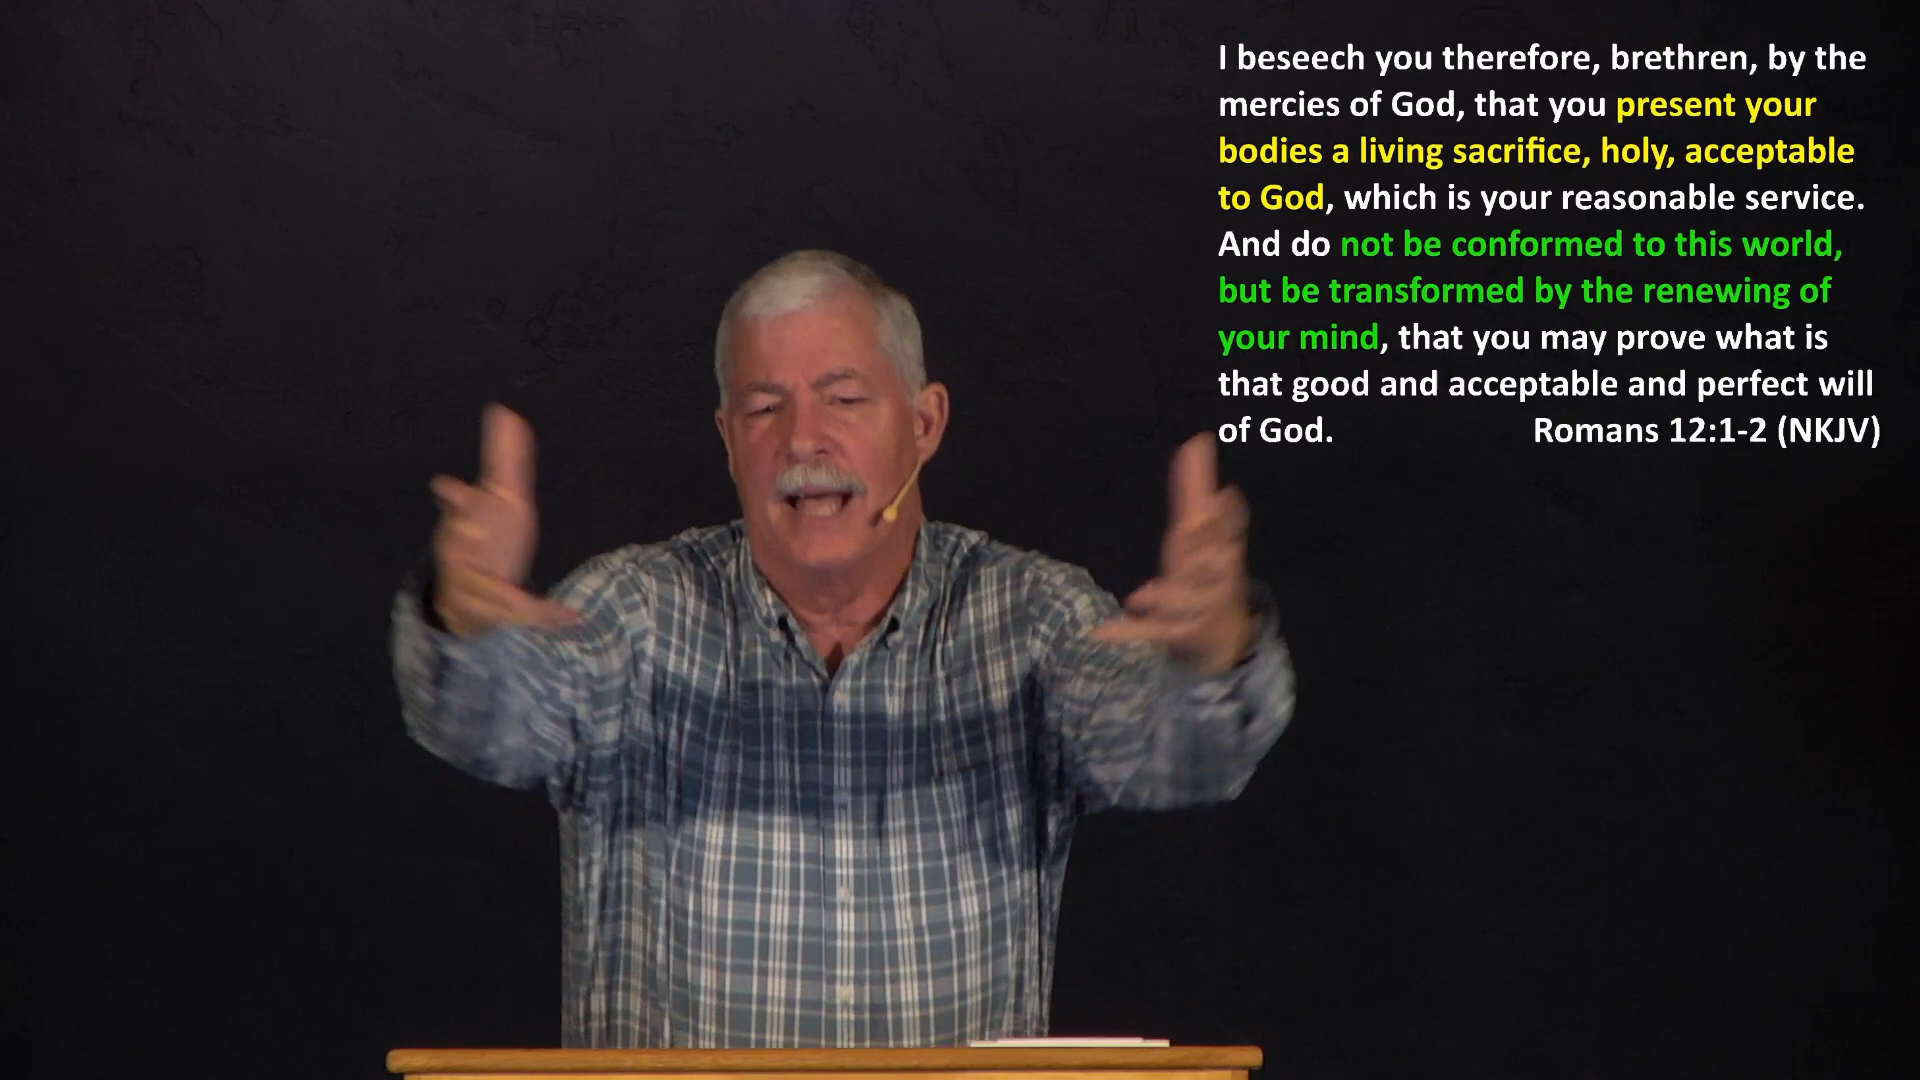 I beseech you therefore, brethren, by the
mercies of God, that you present your
bodies a living sacrifice, holy, acceptable
to God, which is your reasonable service.
And do not be conformed to this world,
but be transformed by the renewing of
your mind, that you may prove what is
that good and acceptable and perfect will
of God. Romans 12:1-2 (NKJV)